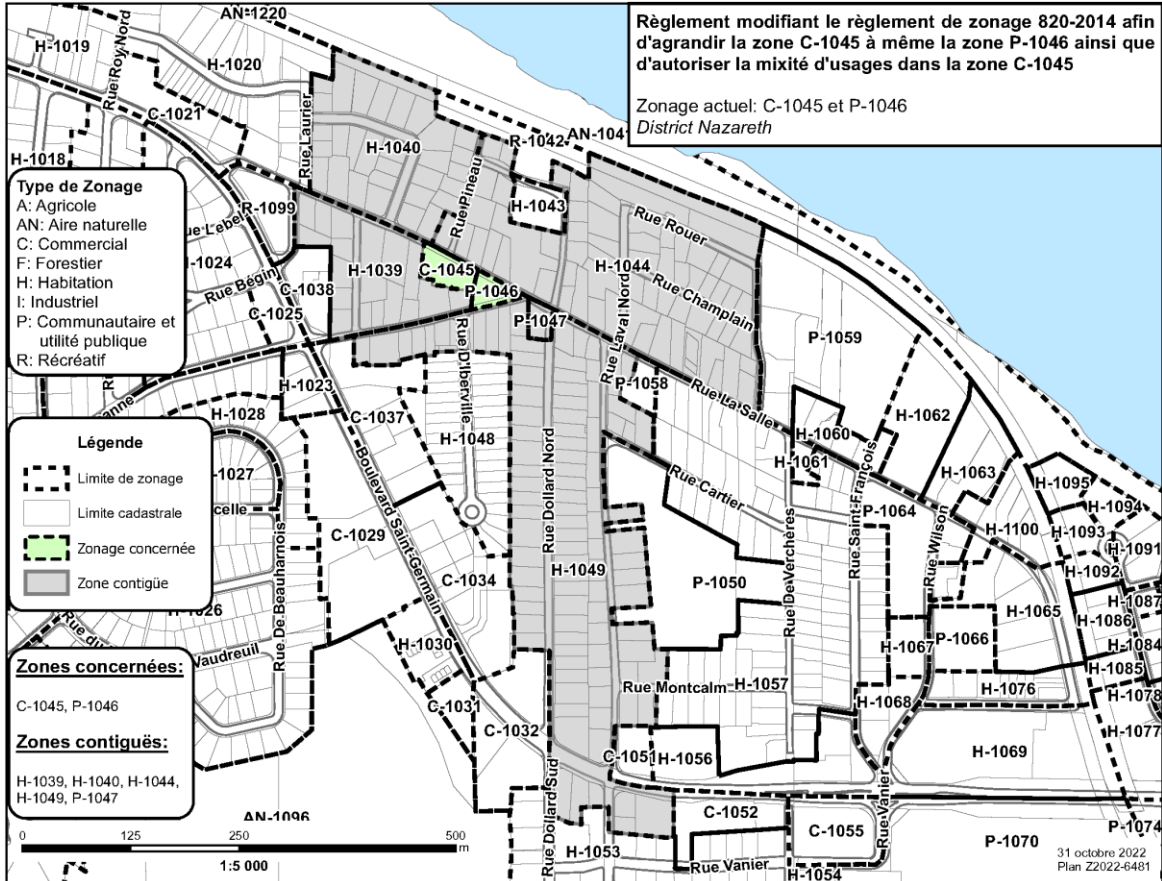 Règlement modifiant le règlement de zonage 820-2014 afin
d'agrandir la zone C-1045 à même la zone P-1046 ainsi que
d'autoriser la mixité d'usages dans la zone C-1045
Zonage actuel: C-1045 et P-1046
District Nazareth
AN-1220
H-1019
Rue Roy Nord
H-1020
C-1021
Rue Laurier
H-1018
H-1040
Rue Pineau
R-1042
AN-1041
H-1043
Type de Zonage
A: Agricole
AN: Aire naturelle
C: Commercial
F: Forestier
H: Habitation
I: Industriel
P: Communautaire et
utilité publique
R: Récréatif
R-1099
Rue Lebel
H-1024
Rue Bégin
C-1038
C-1025
H-1039
C-1045
P-1046
P-1047
H-1044
Rue Rouer
Rue Champlain
Rue Laval Nord
P-1059
P-1058
Rue La Salle
H-1023
H-1028
C-1037
Rue D'Iberville
H-1048
Rue Dollard Nord
H-1060
H-1061
H-1062
H-1063
Rue Cartier
Rue Saint-François
P-1064
Rue Wilson
H-1095
H-1094
H-1093
H-1100
H-1091
H-1092
Légende
Limite de zonage
Limite cadastrale
Zonage concernée
Zone contigüe
-1027
celle
Rue De Beauharnois
Boulevard Saint-Germain
C-1029
C-1034
H-1049
P-1050
Rue De Verchères
H-1065
H-1087
H-1086
H-1084
H-1085
H-1078
H-1077
P-1066
H-1067
H-1076
H-1068
H-1026
Rue du
Vaudreuil
H-1030
C-1031
C-1032
Rue Montcalm
H-1057
Zones concernées:
C-1045, P-1046
Zones contiguës:
H-1039, H-1040, H-1044,
H-1049, P-1047
C-1051
H-1056
H-1069
Rue Dollard Sud
C-1052
C-1055
Rue Vanier
P-1074
P-1070
AN-1096
H-1053
Rue Vanier
H-1054
0 125 250 500
m
1:5 000
31 octobre 2022
Plan Z2022-6481